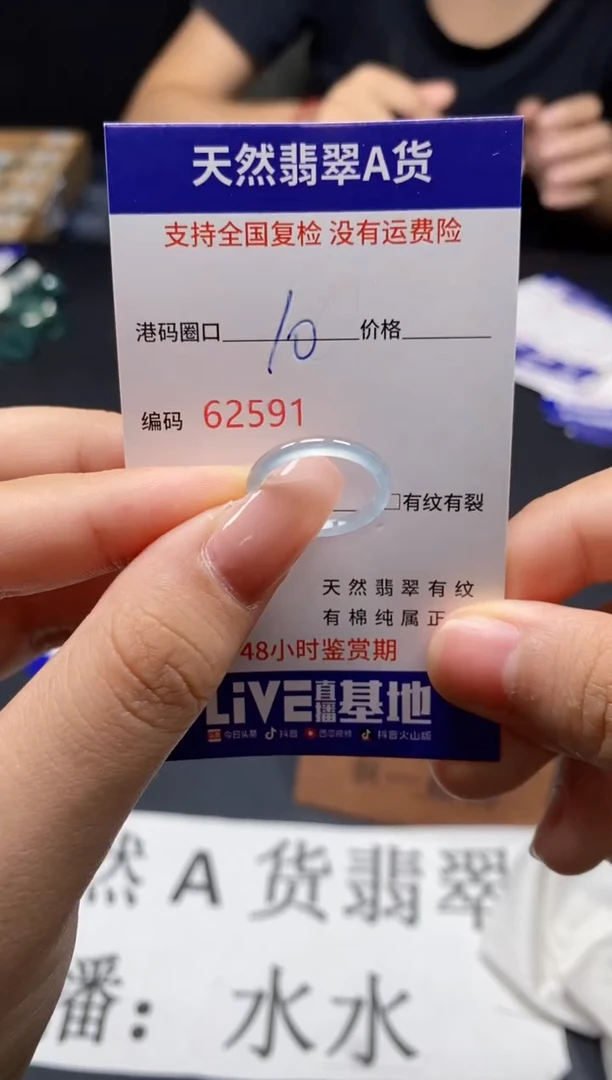 天然翡翠A货
支持全国复检 没有运费险
港码圈口 10 价格
编码 62591
□有纹有裂
天然翡翠有纹
有棉纯属正
48小时鉴赏期
LiVE直播基地
今日头条 抖音 西瓜视频 抖音火山版
然A货翡翠
播：水水